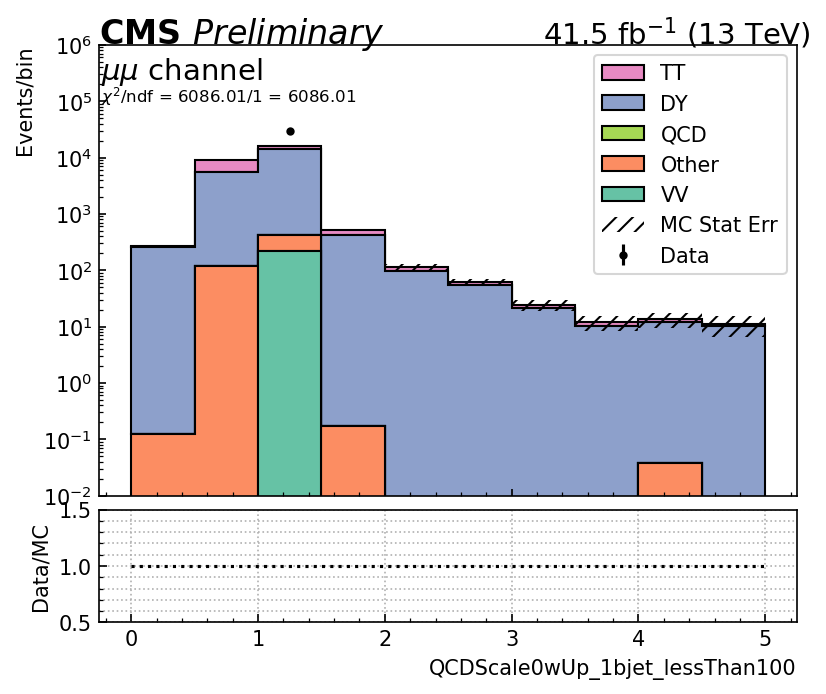 CMS Preliminary 41.5 fb⁻¹ (13 TeV)
μμ channel
χ²/ndf = 6086.01/1 = 6086.01
Events/bin
10⁶
10⁵
10⁴
10³
10²
10¹
10⁰
10⁻¹
10⁻²
TT
DY
QCD
Other
VV
MC Stat Err
Data
Data/MC
1.5
1.0
0.5
0 1 2 3 4 5
QCDScale0wUp_1bjet_lessThan100